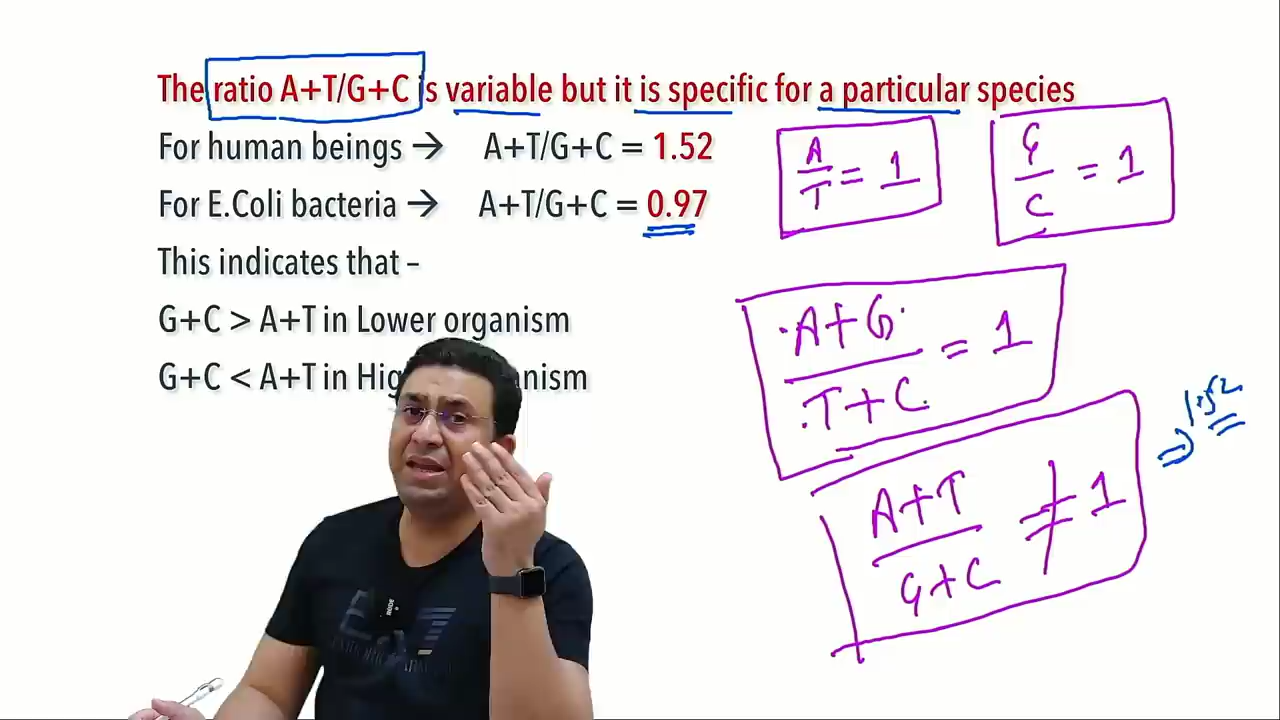 The ratio A+T/G+C is variable but it is specific for a particular species
For human beings → A+T/G+C = 1.52
For E.Coli bacteria → A+T/G+C = 0.97
This indicates that –
G+C > A+T in Lower organism
G+C < A+T in
A/T = 1
G/C = 1
A+G/T+C = 1
A+T/G+C ≠ 1
⇒ 1.52